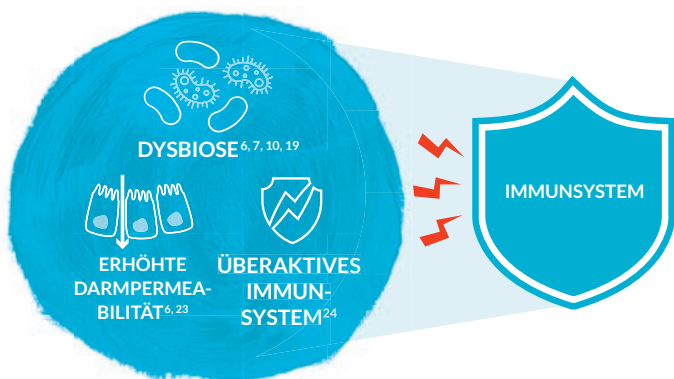 DYSBIOSE6, 7, 10, 19
IMMUNSYSTEM
ERHÖHTE
DARMPERMEA-
BILITÄT6, 23
ÜBERAKTIVES
IMMUN-
SYSTEM24